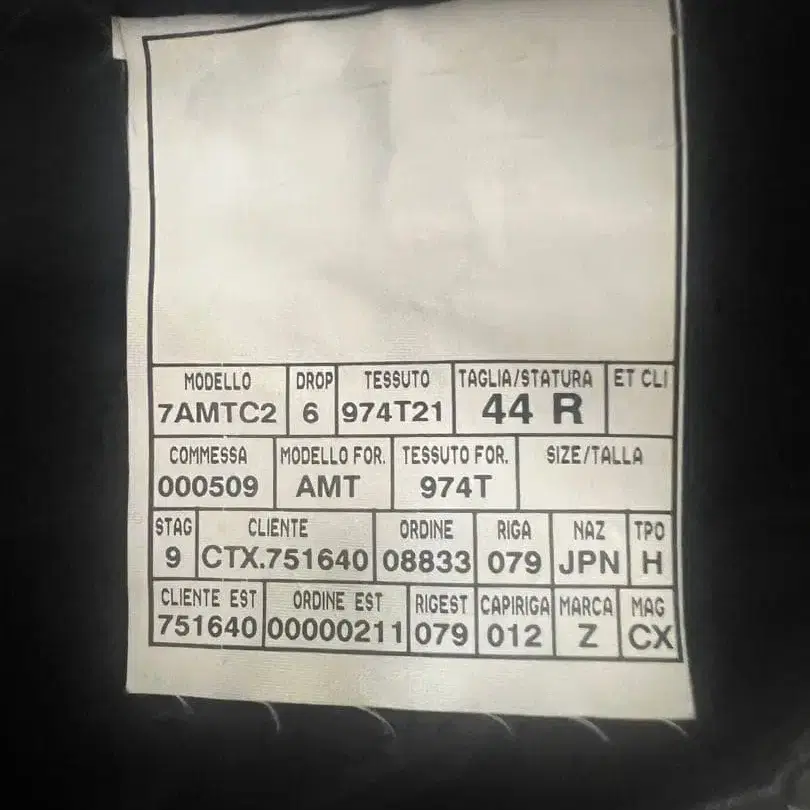 MODELLO DROP TESSUTO TAGLIA/STATURA ET CLI
7AMTC2 6 974T21 44 R
COMMESSA MODELLO FOR. TESSUTO FOR. SIZE/TALLA
000509 AMT 974T
STAG CLIENTE ORDINE RIGA NAZ TPO
9 CTX.751640 08833 079 JPN H
CLIENTE EST ORDINE EST RIGEST CAPIRIGA MARCA MAG
751640 00000211 079 012 Z CX